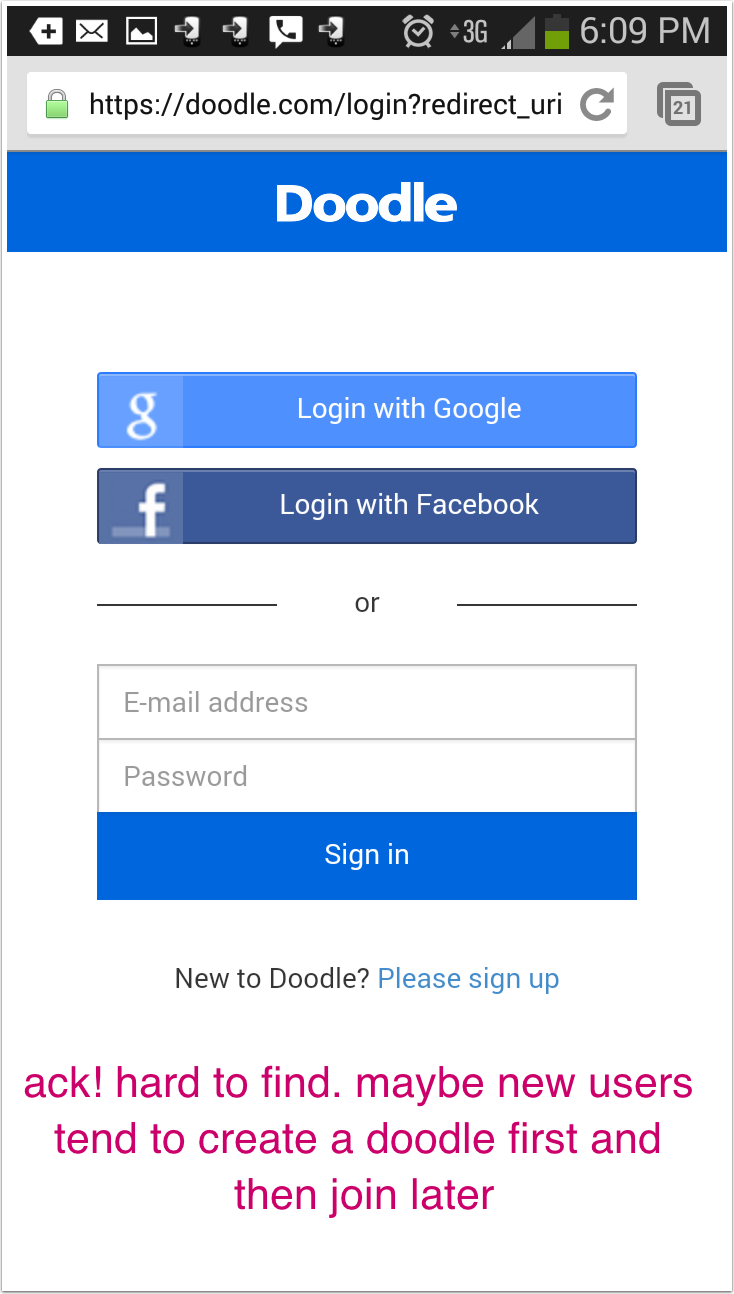 3G 6:09 PM
https://doodle.com/login?redirect_uri 21
Doodle
g Login with Google
f Login with Facebook
or
E-mail address
Password
Sign in
New to Doodle? Please sign up
ack! hard to find. maybe new users
tend to create a doodle first and
then join later